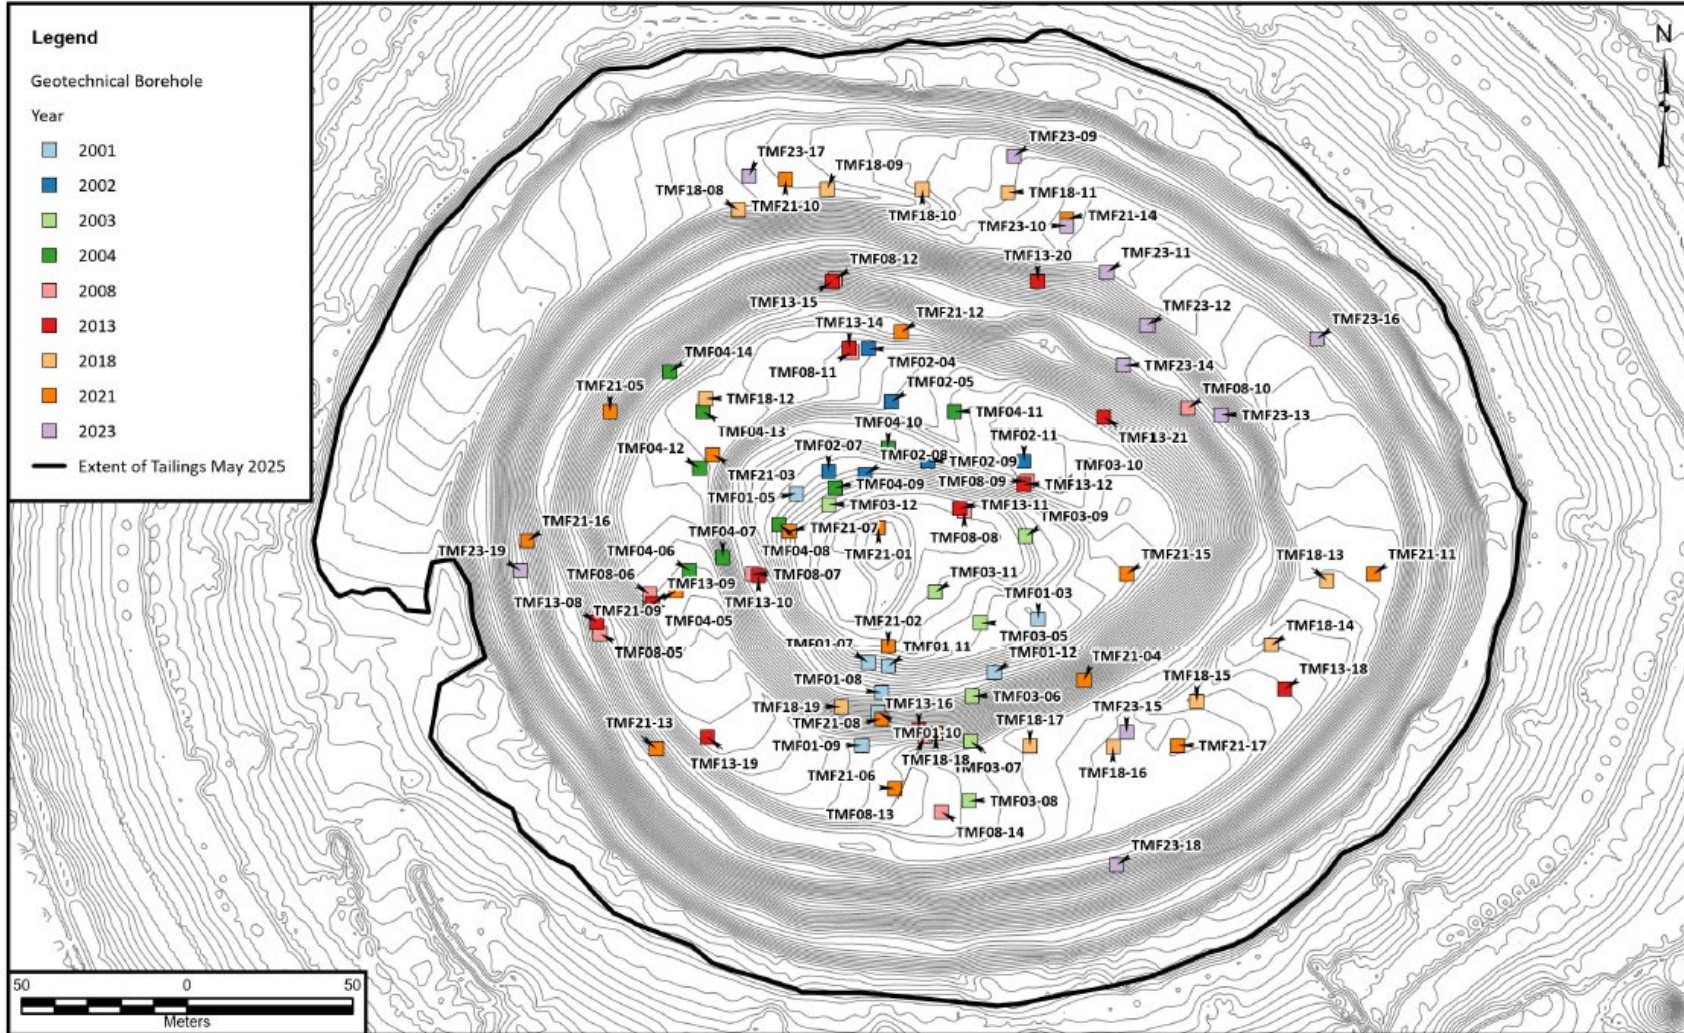 Legend
Geotechnical Borehole
Year
2001
2002
2003
2004
2008
2013
2018
2021
2023
Extent of Tailings May 2025
N
TMF23-09
TMF23-17
TMF18-09
TMF18-08
TMF21-10
TMF18-10
TMF18-11
TMF21-14
TMF23-10
TMF08-12
TMF13-20
TMF23-11
TMF13-15
TMF23-12
TMF21-12
TMF13-14
TMF23-16
TMF04-14
TMF08-11
TMF02-04
TMF23-14
TMF21-05
TMF02-05
TMF08-10
TMF18-12
TMF04-11
TMF23-13
TMF04-13
TMF04-10
TMF13-21
TMF04-12
TMF02-07
TMF02-11
TMF02-08
TMF02-09
TMF03-10
TMF21-03
TMF01-05
TMF04-09
TMF08-09
TMF13-12
TMF03-12
TMF13-11
TMF03-09
TMF21-16
TMF04-07
TMF21-07
TMF08-08
TMF23-19
TMF04-06
TMF04-08
TMF21-01
TMF21-15
TMF18-13
TMF21-11
TMF08-06
TMF13-09
TMF08-07
TMF03-11
TMF13-08
TMF21-09
TMF13-10
TMF01-03
TMF04-05
TMF21-02
TMF18-14
TMF08-05
TMF01-07
TMF01-11
TMF03-05
TMF01-12
TMF21-04
TMF13-18
TMF01-08
TMF18-15
TMF18-19
TMF13-16
TMF03-06
TMF21-13
TMF21-08
TMF01-10
TMF18-17
TMF23-15
TMF01-09
TMF21-17
TMF13-19
TMF18-18
TMF03-07
TMF18-16
TMF21-06
TMF03-08
TMF08-13
TMF08-14
TMF23-18
50 0 50
Meters